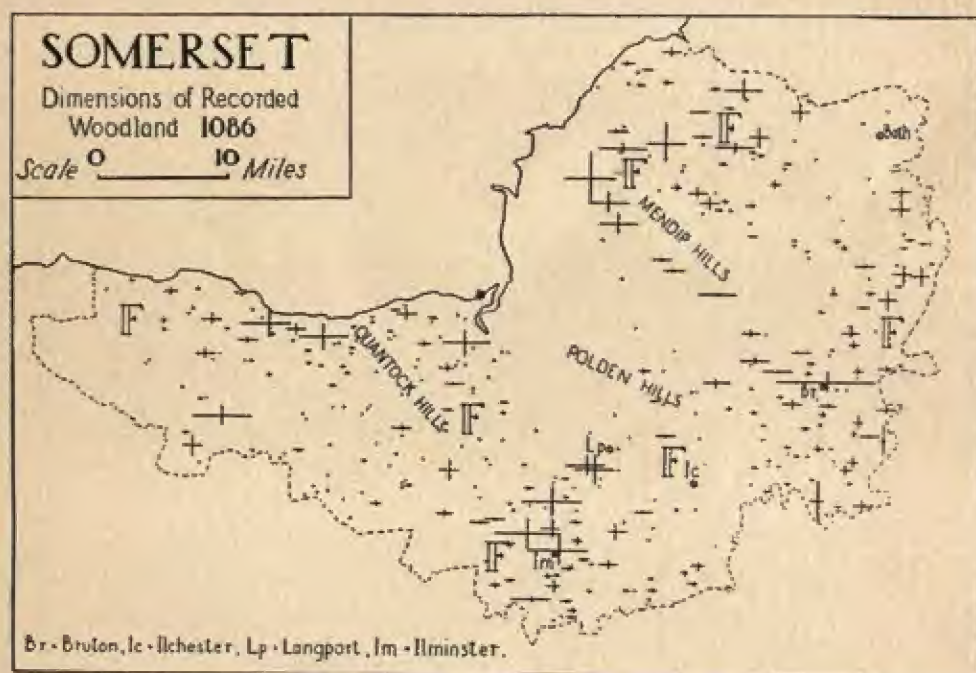 SOMERSET
Dimensions of Recorded
Woodland 1086
Scale 0 10 Miles
F
Bath
F
MENDIP HILLS
F
F
QUANTOCK HILLS
POLDEN HILLS
Br.
F
Lp
F
Ic
F
Im
Br - Bruton, Ic - Ilchester, Lp - Langport, Im - Ilminster.